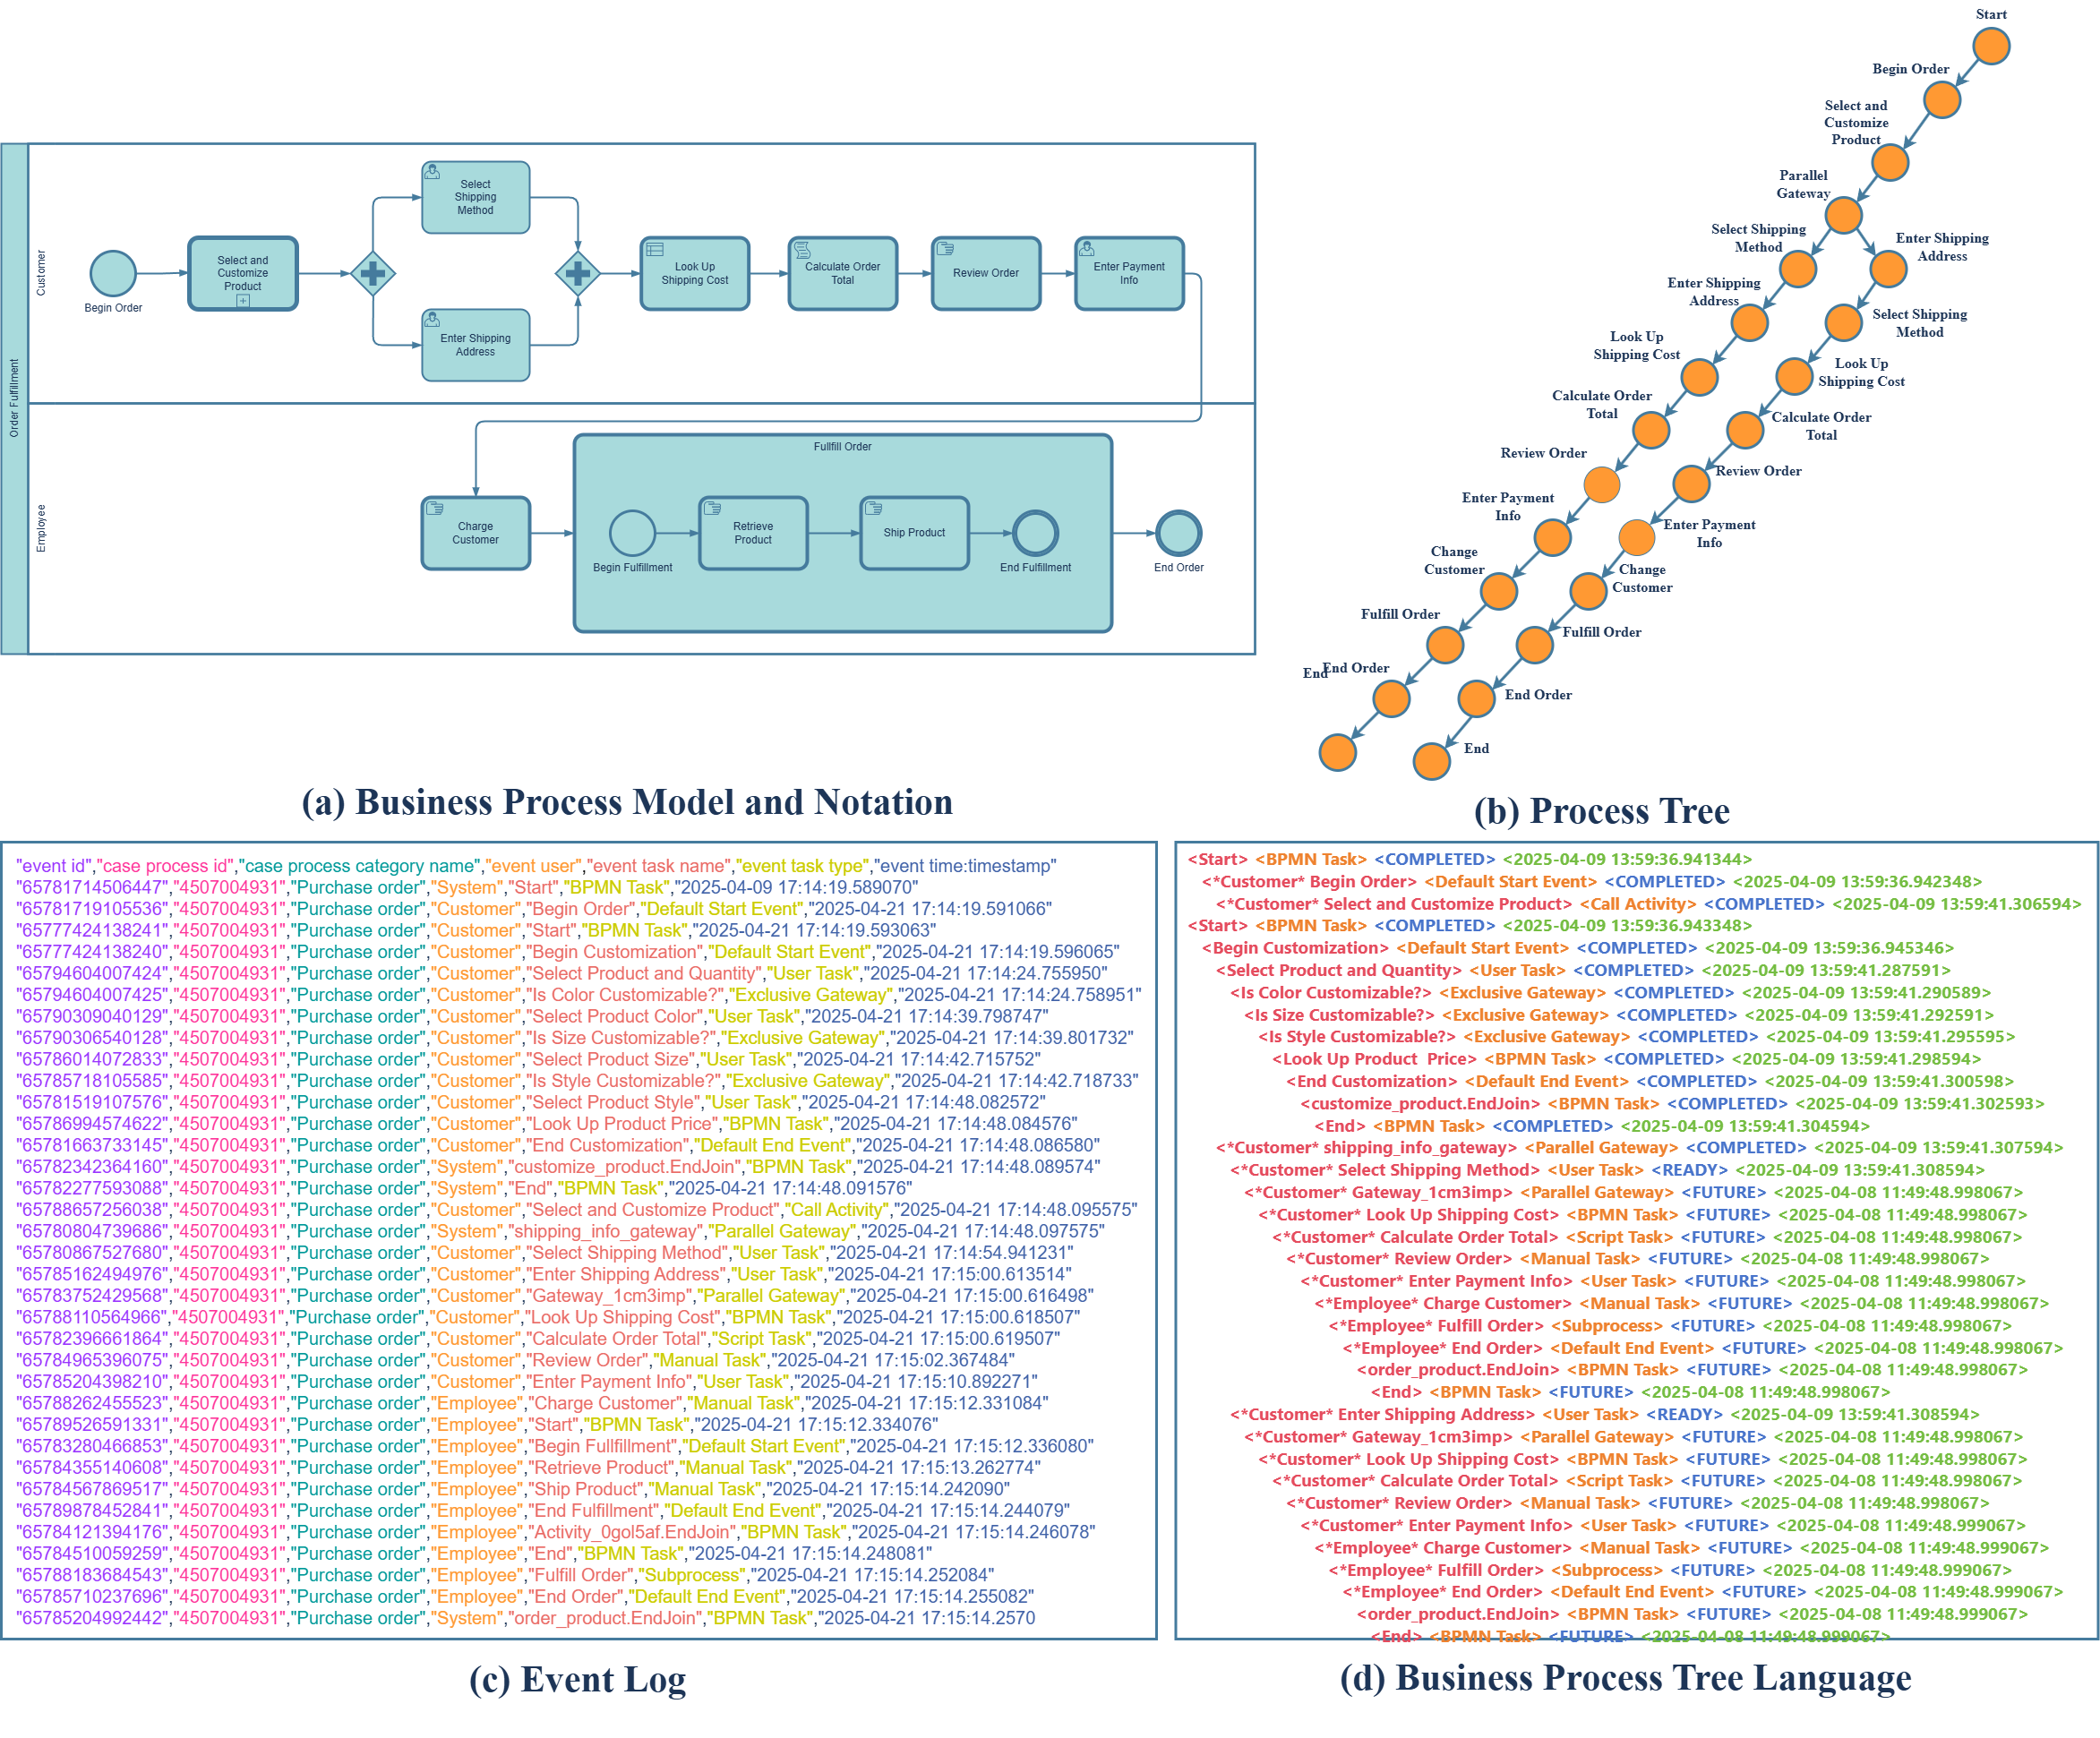 Order Fulfillment
Customer
Begin Order
Select and
Customize
Product
Select
Shipping
Method
Enter Shipping
Address
Look Up
Shipping Cost
Calculate Order
Total
Review Order
Enter Payment
Info
Employee
Charge
Customer
Fullfill Order
Begin Fulfillment
Retrieve
Product
Ship Product
End Fulfillment
End Order
(a) Business Process Model and Notation
Start
Begin Order
Select and
Customize
Product
Parallel
Gateway
Select Shipping
Method
Enter Shipping
Address
Look Up
Shipping Cost
Calculate Order
Total
Review Order
Enter Payment
Info
Change
Customer
Fulfill Order
End Order
End
Enter Shipping
Address
Select Shipping
Method
Look Up
Shipping Cost
Calculate Order
Total
Review Order
Enter Payment
Info
Change
Customer
Fulfill Order
End Order
End
(b) Process Tree
"event id","case process id","case process category name","event user","event task name","event task type","event time:timestamp"
"65781714506447","4507004931","Purchase order","System","Start","BPMN Task","2025-04-09 17:14:19.589070"
"65781719105536","4507004931","Purchase order","Customer","Begin Order","Default Start Event","2025-04-21 17:14:19.591066"
"65777424138241","4507004931","Purchase order","Customer","Start","BPMN Task","2025-04-21 17:14:19.593063"
"65777424138240","4507004931","Purchase order","Customer","Begin Customization","Default Start Event","2025-04-21 17:14:19.596065"
"65794604007424","4507004931","Purchase order","Customer","Select Product and Quantity","User Task","2025-04-21 17:14:24.755950"
"65794604007425","4507004931","Purchase order","Customer","Is Color Customizable?","Exclusive Gateway","2025-04-21 17:14:24.758951"
"65790309040129","4507004931","Purchase order","Customer","Select Product Color","User Task","2025-04-21 17:14:39.798747"
"65790306540128","4507004931","Purchase order","Customer","Is Size Customizable?","Exclusive Gateway","2025-04-21 17:14:39.801732"
"65786014072833","4507004931","Purchase order","Customer","Select Product Size","User Task","2025-04-21 17:14:42.715752"
"65785718105585","4507004931","Purchase order","Customer","Is Style Customizable?","Exclusive Gateway","2025-04-21 17:14:42.718733"
"65781519107576","4507004931","Purchase order","Customer","Select Product Style","User Task","2025-04-21 17:14:48.082572"
"65786994574622","4507004931","Purchase order","Customer","Look Up Product Price","BPMN Task","2025-04-21 17:14:48.084576"
"65781663733145","4507004931","Purchase order","Customer","End Customization","Default End Event","2025-04-21 17:14:48.086580"
"65782342364160","4507004931","Purchase order","System","customize_product.EndJoin","BPMN Task","2025-04-21 17:14:48.089574"
"65782277593088","4507004931","Purchase order","System","End","BPMN Task","2025-04-21 17:14:48.091576"
"65788657256038","4507004931","Purchase order","Customer","Select and Customize Product","Call Activity","2025-04-21 17:14:48.095575"
"65780804739686","4507004931","Purchase order","System","shipping_info_gateway","Parallel Gateway","2025-04-21 17:14:48.097575"
"65780867527680","4507004931","Purchase order","Customer","Select Shipping Method","User Task","2025-04-21 17:14:54.941231"
"65785162494976","4507004931","Purchase order","Customer","Enter Shipping Address","User Task","2025-04-21 17:15:00.613514"
"65783752429568","4507004931","Purchase order","Customer","Gateway_1cm3imp","Parallel Gateway","2025-04-21 17:15:00.616498"
"65788110564966","4507004931","Purchase order","Customer","Look Up Shipping Cost","BPMN Task","2025-04-21 17:15:00.618507"
"65782396661864","4507004931","Purchase order","Customer","Calculate Order Total","Script Task","2025-04-21 17:15:00.619507"
"65784965396075","4507004931","Purchase order","Customer","Review Order","Manual Task","2025-04-21 17:15:02.367484"
"65785204398210","4507004931","Purchase order","Customer","Enter Payment Info","User Task","2025-04-21 17:15:10.892271"
"65788262455523","4507004931","Purchase order","Employee","Charge Customer","Manual Task","2025-04-21 17:15:12.331084"
"65789526591331","4507004931","Purchase order","Employee","Start","BPMN Task","2025-04-21 17:15:12.334076"
"65783280466853","4507004931","Purchase order","Employee","Begin Fullfillment","Default Start Event","2025-04-21 17:15:12.336080"
"65784355140608","4507004931","Purchase order","Employee","Retrieve Product","Manual Task","2025-04-21 17:15:13.262774"
"65784567869517","4507004931","Purchase order","Employee","Ship Product","Manual Task","2025-04-21 17:15:14.242090"
"65789878452841","4507004931","Purchase order","Employee","End Fulfillment","Default End Event","2025-04-21 17:15:14.244079
"65784121394176","4507004931","Purchase order","Employee","Activity_0gol5af.EndJoin","BPMN Task","2025-04-21 17:15:14.246078"
"65784510059259","4507004931","Purchase order","Employee","End","BPMN Task","2025-04-21 17:15:14.248081"
"65788183684543","4507004931","Purchase order","Employee","Fulfill Order","Subprocess","2025-04-21 17:15:14.252084"
"65785710237696","4507004931","Purchase order","Employee","End Order","Default End Event","2025-04-21 17:15:14.255082"
"65785204992442","4507004931","Purchase order","System","order_product.EndJoin","BPMN Task","2025-04-21 17:15:14.2570
(c) Event Log
<Start> <BPMN Task> <COMPLETED> <2025-04-09 13:59:36.941344>
<*Customer* Begin Order> <Default Start Event> <COMPLETED> <2025-04-09 13:59:36.942348>
<*Customer* Select and Customize Product> <Call Activity> <COMPLETED> <2025-04-09 13:59:41.306594>
<Start> <BPMN Task> <COMPLETED> <2025-04-09 13:59:36.943348>
<Begin Customization> <Default Start Event> <COMPLETED> <2025-04-09 13:59:36.945346>
<Select Product and Quantity> <User Task> <COMPLETED> <2025-04-09 13:59:41.287591>
<Is Color Customizable?> <Exclusive Gateway> <COMPLETED> <2025-04-09 13:59:41.290589>
<Is Size Customizable?> <Exclusive Gateway> <COMPLETED> <2025-04-09 13:59:41.292591>
<Is Style Customizable?> <Exclusive Gateway> <COMPLETED> <2025-04-09 13:59:41.295595>
<Look Up Product  Price> <BPMN Task> <COMPLETED> <2025-04-09 13:59:41.298594>
<End Customization> <Default End Event> <COMPLETED> <2025-04-09 13:59:41.300598>
<customize_product.EndJoin> <BPMN Task> <COMPLETED> <2025-04-09 13:59:41.302593>
<End> <BPMN Task> <COMPLETED> <2025-04-09 13:59:41.304594>
<*Customer* shipping_info_gateway> <Parallel Gateway> <COMPLETED> <2025-04-09 13:59:41.307594>
<*Customer* Select Shipping Method> <User Task> <READY> <2025-04-09 13:59:41.308594>
<*Customer* Gateway_1cm3imp> <Parallel Gateway> <FUTURE> <2025-04-08 11:49:48.998067>
<*Customer* Look Up Shipping Cost> <BPMN Task> <FUTURE> <2025-04-08 11:49:48.998067>
<*Customer* Calculate Order Total> <Script Task> <FUTURE> <2025-04-08 11:49:48.998067>
<*Customer* Review Order> <Manual Task> <FUTURE> <2025-04-08 11:49:48.998067>
<*Customer* Enter Payment Info> <User Task> <FUTURE> <2025-04-08 11:49:48.998067>
<*Employee* Charge Customer> <Manual Task> <FUTURE> <2025-04-08 11:49:48.998067>
<*Employee* Fulfill Order> <Subprocess> <FUTURE> <2025-04-08 11:49:48.998067>
<*Employee* End Order> <Default End Event> <FUTURE> <2025-04-08 11:49:48.998067>
<order_product.EndJoin> <BPMN Task> <FUTURE> <2025-04-08 11:49:48.998067>
<End> <BPMN Task> <FUTURE> <2025-04-08 11:49:48.998067>
<*Customer* Enter Shipping Address> <User Task> <READY> <2025-04-09 13:59:41.308594>
<*Customer* Gateway_1cm3imp> <Parallel Gateway> <FUTURE> <2025-04-08 11:49:48.998067>
<*Customer* Look Up Shipping Cost> <BPMN Task> <FUTURE> <2025-04-08 11:49:48.998067>
<*Customer* Calculate Order Total> <Script Task> <FUTURE> <2025-04-08 11:49:48.998067>
<*Customer* Review Order> <Manual Task> <FUTURE> <2025-04-08 11:49:48.998067>
<*Customer* Enter Payment Info> <User Task> <FUTURE> <2025-04-08 11:49:48.999067>
<*Employee* Charge Customer> <Manual Task> <FUTURE> <2025-04-08 11:49:48.999067>
<*Employee* Fulfill Order> <Subprocess> <FUTURE> <2025-04-08 11:49:48.999067>
<*Employee* End Order> <Default End Event> <FUTURE> <2025-04-08 11:49:48.999067>
<order_product.EndJoin> <BPMN Task> <FUTURE> <2025-04-08 11:49:48.999067>
<End> <BPMN Task> <FUTURE> <2025-04-08 11:49:48.999067>
(d) Business Process Tree Language